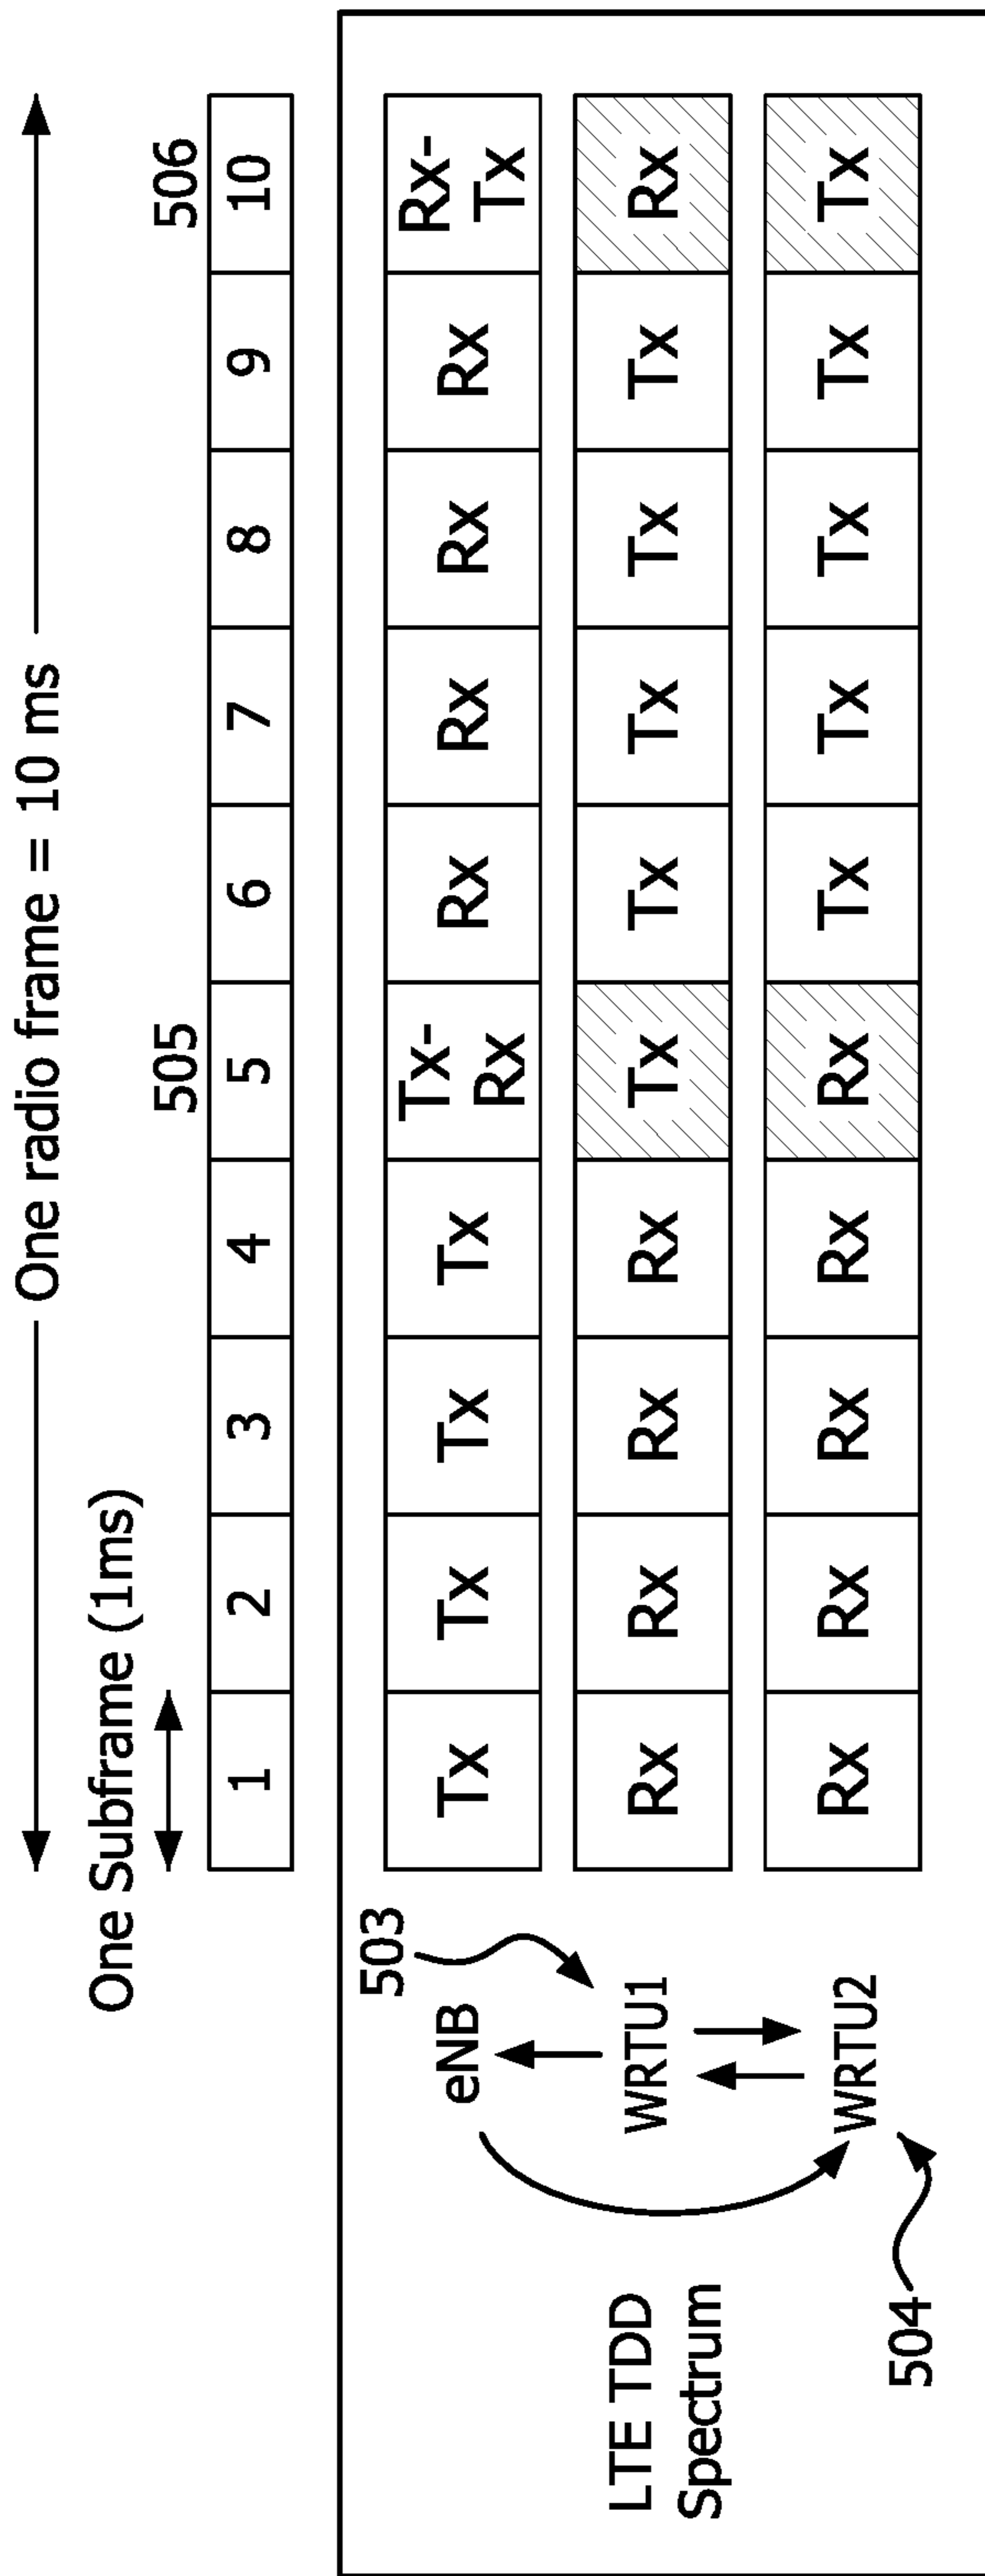 One radio frame = 10 ms
One Subframe (1ms)
505
506
1 2 3 4 5 6 7 8 9 10
503
eNB
Tx Tx Tx Tx Tx- Rx Rx Rx Rx Rx-
Rx Tx
LTE TDD
Spectrum
WRTU1
Rx Rx Rx Rx Tx Tx Tx Tx Tx Rx
WRTU2
Rx Rx Rx Rx Rx Tx Tx Tx Tx Tx
504